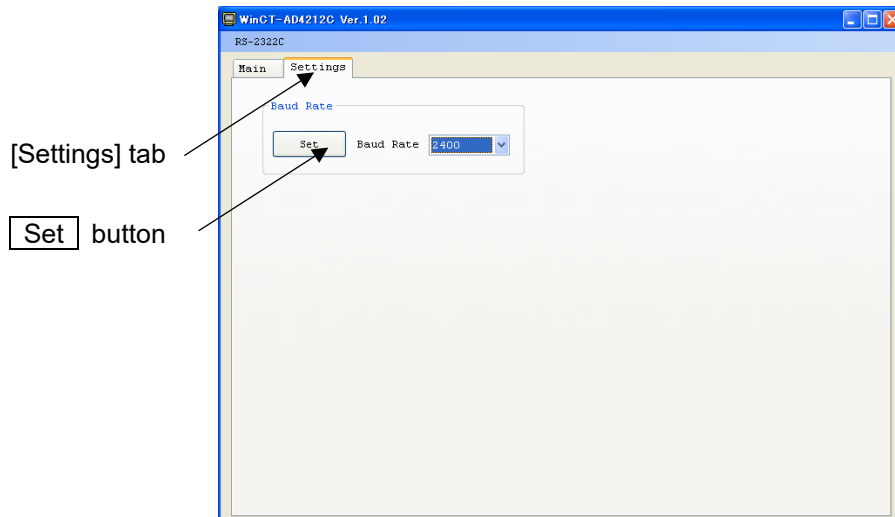 WinCT-AD4212C Ver.1.02
RS-2322C
Main Settings
Baud Rate
Set Baud Rate 2400
[Settings] tab
Set button